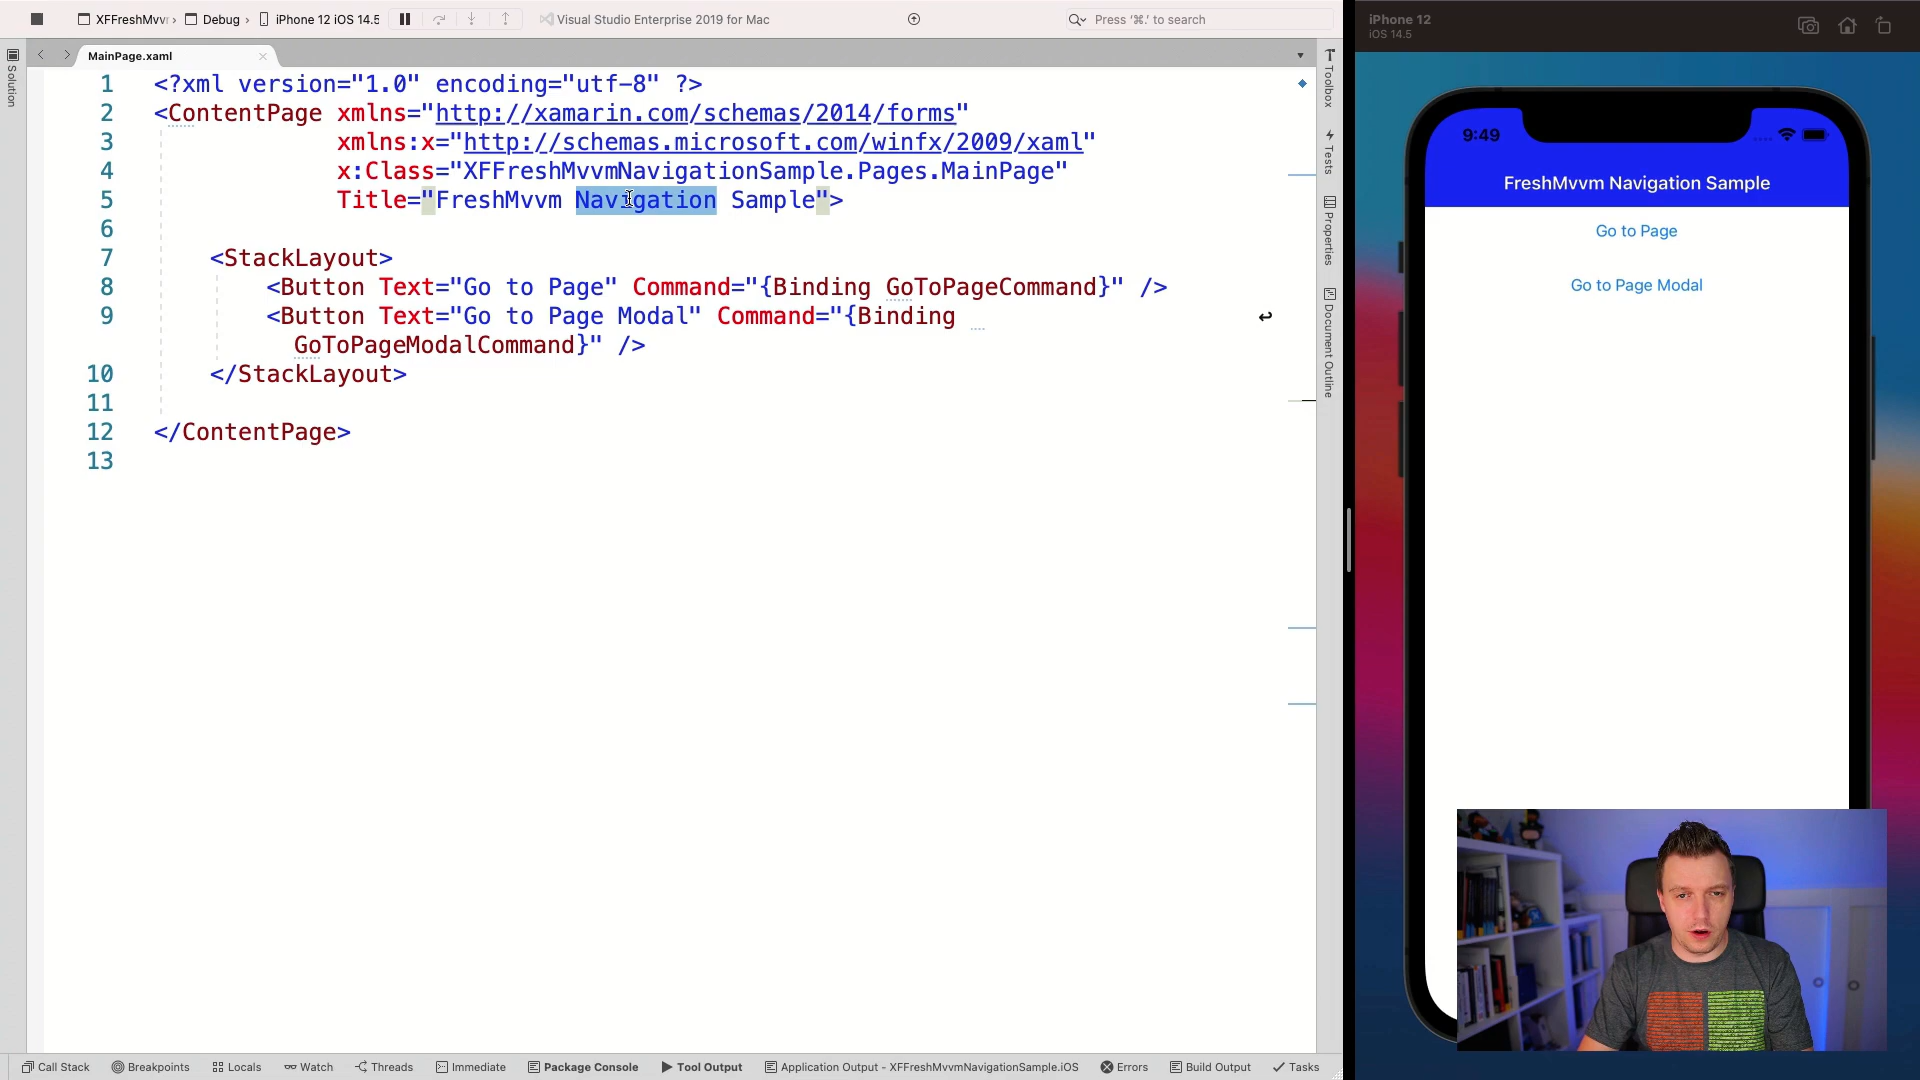 XFFreshMvv
Debug
iPhone 12 iOS 14.5
Visual Studio Enterprise 2019 for Mac
Press '⌘.' to search
Solution
MainPage.xaml
1 <?xml version="1.0" encoding="utf-8" ?>
2 <ContentPage xmlns="http://xamarin.com/schemas/2014/forms"
3 xmlns:x="http://schemas.microsoft.com/winfx/2009/xaml"
4 x:Class="XFFreshMvvmNavigationSample.Pages.MainPage"
5 Title="FreshMvvm Navigation Sample">
6
7 <StackLayout>
8 <Button Text="Go to Page" Command="{Binding GoToPageCommand}" />
9 <Button Text="Go to Page Modal" Command="{Binding
GoToPageModalCommand}" />
10 </StackLayout>
11
12 </ContentPage>
13
Toolbox
Tests
Properties
Document Outline
Call Stack
Breakpoints
Locals
Watch
Threads
Immediate
Package Console
Tool Output
Application Output - XFFreshMvvmNavigationSample.iOS
Errors
Build Output
Tasks
iPhone 12
iOS 14.5
9:49
FreshMvvm Navigation Sample
Go to Page
Go to Page Modal